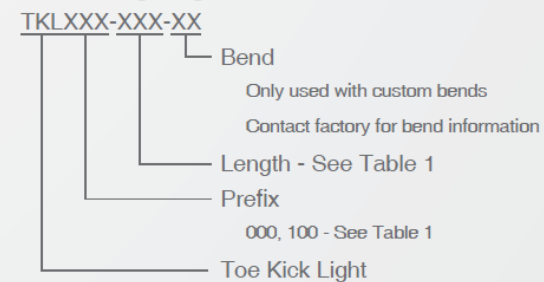 TKLXXX-XXX-XX
Bend
Only used with custom bends
Contact factory for bend information
Length - See Table 1
Prefix
000, 100 - See Table 1
Toe Kick Light